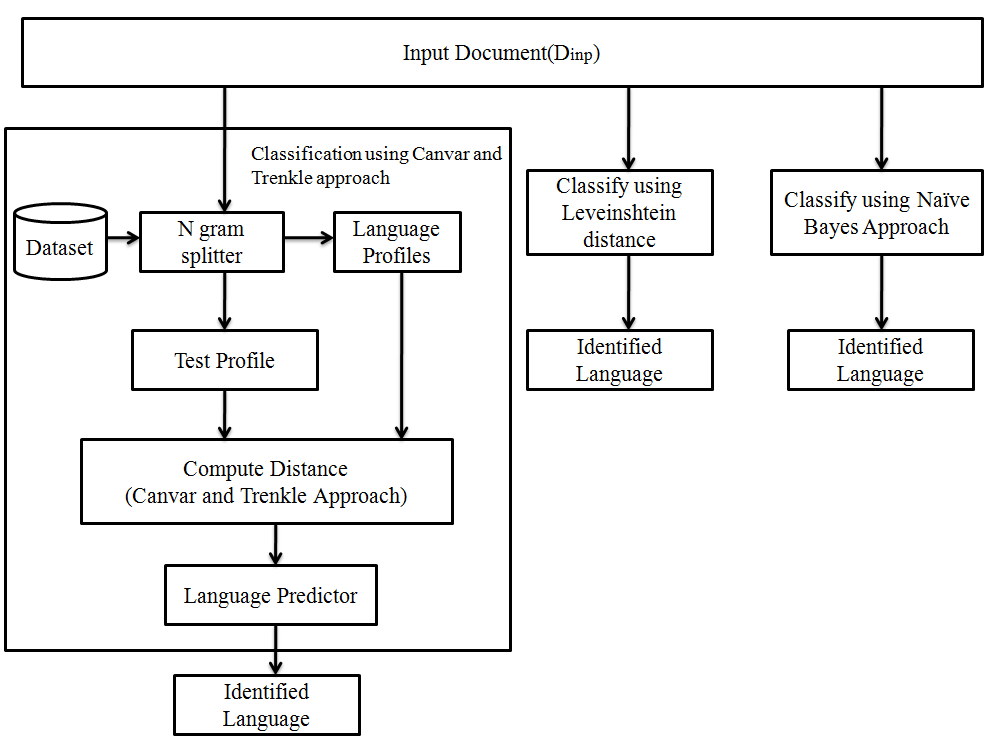 Input Document(Dinp)
Classification using Canvar and
Trenkle approach
Dataset
N gram
splitter
Language
Profiles
Test Profile
Compute Distance
(Canvar and Trenkle Approach)
Language Predictor
Identified
Language
Classify using
Leveinshtein
distance
Identified
Language
Classify using Naïve
Bayes Approach
Identified
Language